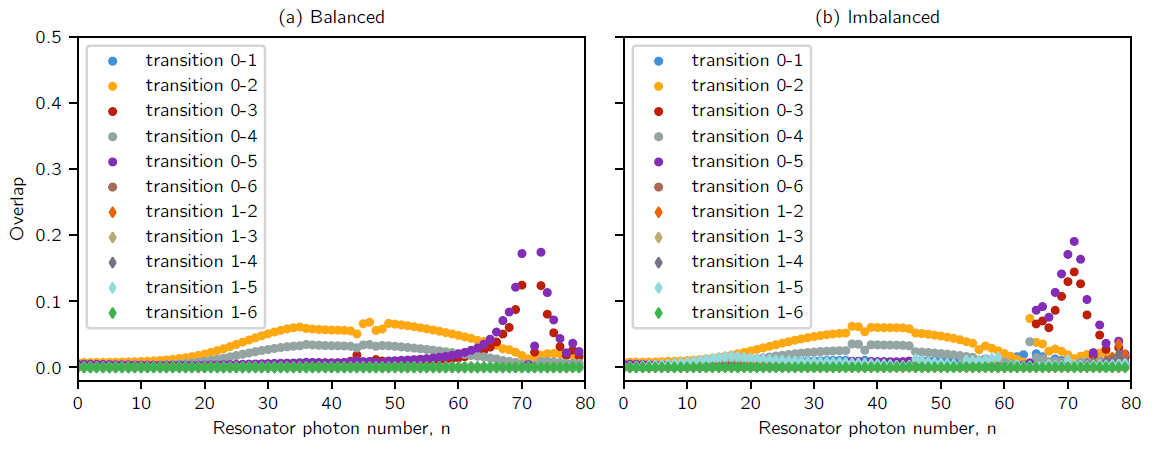 (a) Balanced
(b) Imbalanced
0.5
0.4
0.3
0.2
0.1
0.0
Overlap
transition 0-1
transition 0-2
transition 0-3
transition 0-4
transition 0-5
transition 0-6
transition 1-2
transition 1-3
transition 1-4
transition 1-5
transition 1-6
0 10 20 30 40 50 60 70 80
Resonator photon number, n
transition 0-1
transition 0-2
transition 0-3
transition 0-4
transition 0-5
transition 0-6
transition 1-2
transition 1-3
transition 1-4
transition 1-5
transition 1-6
0 10 20 30 40 50 60 70 80
Resonator photon number, n